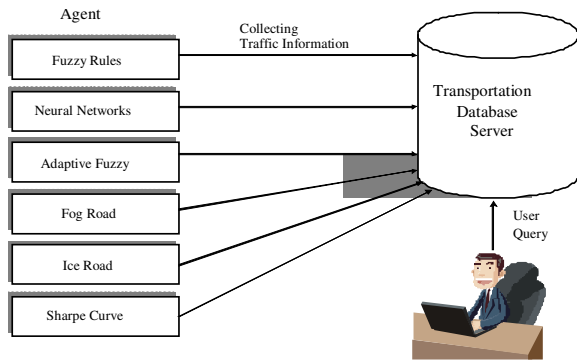 Agent
Fuzzy Rules
Neural Networks
Adaptive Fuzzy
Fog Road
Ice Road
Sharpe Curve
Collecting
Traffic Information
Transportation
Database
Server
User
Query